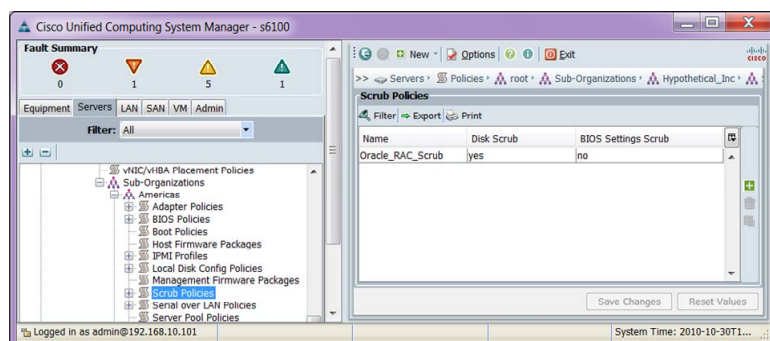 Cisco Unified Computing System Manager - s6100
Fault Summary
0 1 5 1
Equipment Servers LAN SAN VM Admin
Filter: All
vNIC/vHBA Placement Policies
Sub-Organizations
Americas
Adapter Policies
BIOS Policies
Boot Policies
Host Firmware Packages
IPMI Profiles
Local Disk Config Policies
Management Firmware Packages
Scrub Policies
Serial over LAN Policies
Server Pool Policies
New Options Exit
CISCO
>> Servers Policies root Sub-Organizations Hypothetical_Inc
Scrub Policies
Filter Export Print
Name Disk Scrub BIOS Settings Scrub
Oracle_RAC_Scrub yes no
Save Changes Reset Values
Logged in as admin@192.168.10.101
System Time: 2010-10-30T1...